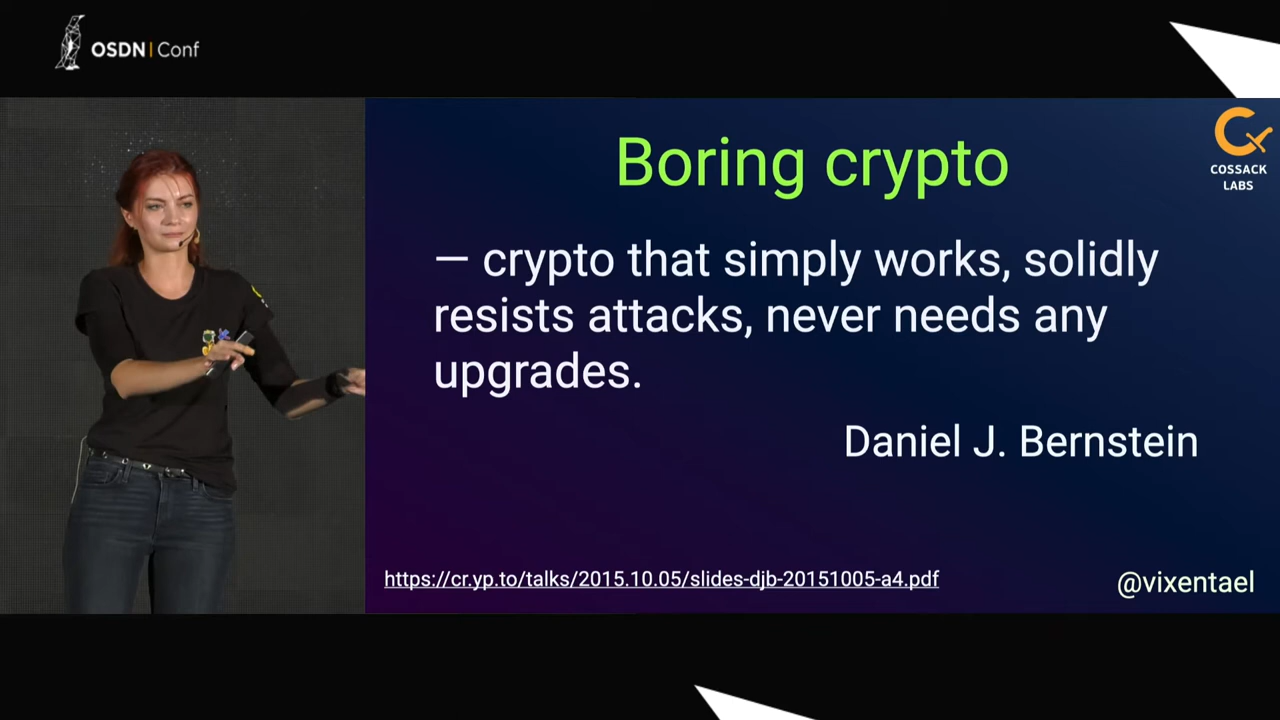 OSDN | Conf
Boring crypto
COSSACK
LABS
— crypto that simply works, solidly
resists attacks, never needs any
upgrades.
Daniel J. Bernstein
https://cr.yp.to/talks/2015.10.05/slides-djb-20151005-a4.pdf
@vixentael